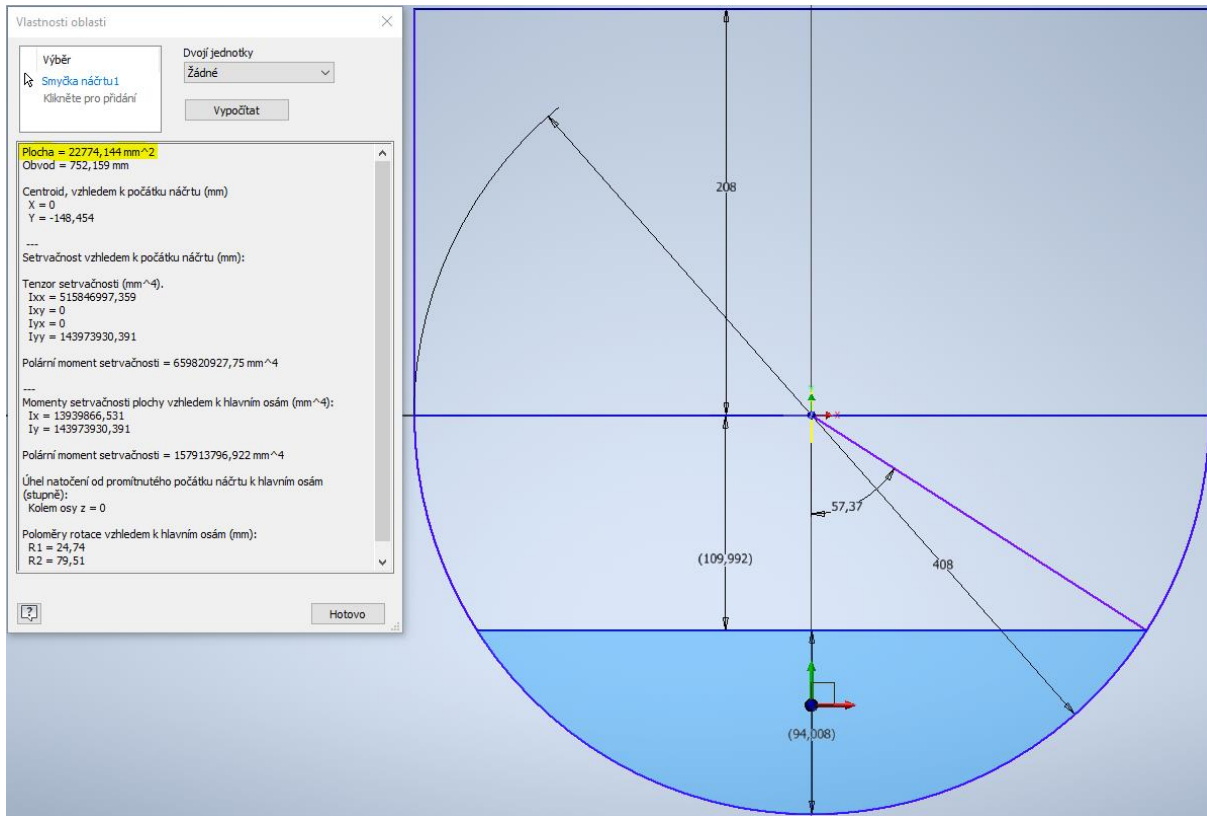 Vlastnosti oblasti
Výběr
Smyčka náčrtu1
Klikněte pro přidání
Dvojí jednotky
Žádné
Vypočítat
Plocha = 22774,144 mm^2
Obvod = 752,159 mm
Centroid, vzhledem k počátku náčrtu (mm)
X = 0
Y = -148,454
---
Setrvačnost vzhledem k počátku náčrtu (mm):
Tenzor setrvačnosti (mm^4).
Ixx = 515846997,359
Ixy = 0
Iyx = 0
Iyy = 143973930,391
Polární moment setrvačnosti = 659820927,75 mm^4
---
Momenty setrvačnosti plochy vzhledem k hlavním osám (mm^4):
Ix = 13939866,531
Iy = 143973930,391
Polární moment setrvačnosti = 157913796,922 mm^4
Úhel natočení od promítnutého počátku náčrtu k hlavním osám
(stupně):
Kolem osy z = 0
Poloměry rotace vzhledem k hlavním osám (mm):
R1 = 24,74
R2 = 79,51
Hotovo
208
x
57,37
(109,992)
408
(94,008)